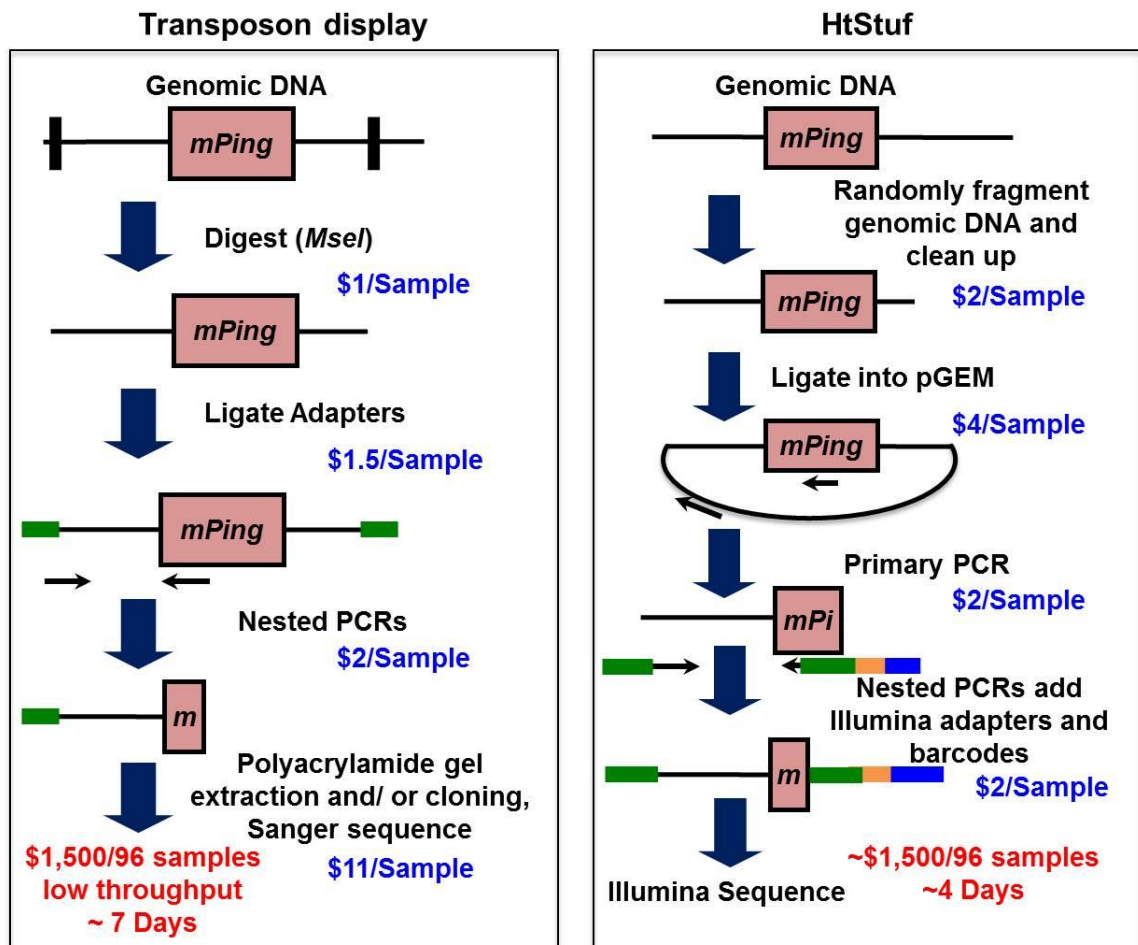 Transposon display
Genomic DNA
mPing
Digest (MseI)
$1/Sample
mPing
Ligate Adapters
$1.5/Sample
mPing
Nested PCRs
$2/Sample
m
Polyacrylamide gel
extraction and/ or cloning,
Sanger sequence
$11/Sample
$1,500/96 samples
low throughput
~ 7 Days
HtStuf
Genomic DNA
mPing
Randomly fragment
genomic DNA and
clean up
$2/Sample
mPing
Ligate into pGEM
$4/Sample
mPing
Primary PCR
$2/Sample
mPi
Nested PCRs add
Illumina adapters and
barcodes
$2/Sample
m
Illumina Sequence
~$1,500/96 samples
~4 Days